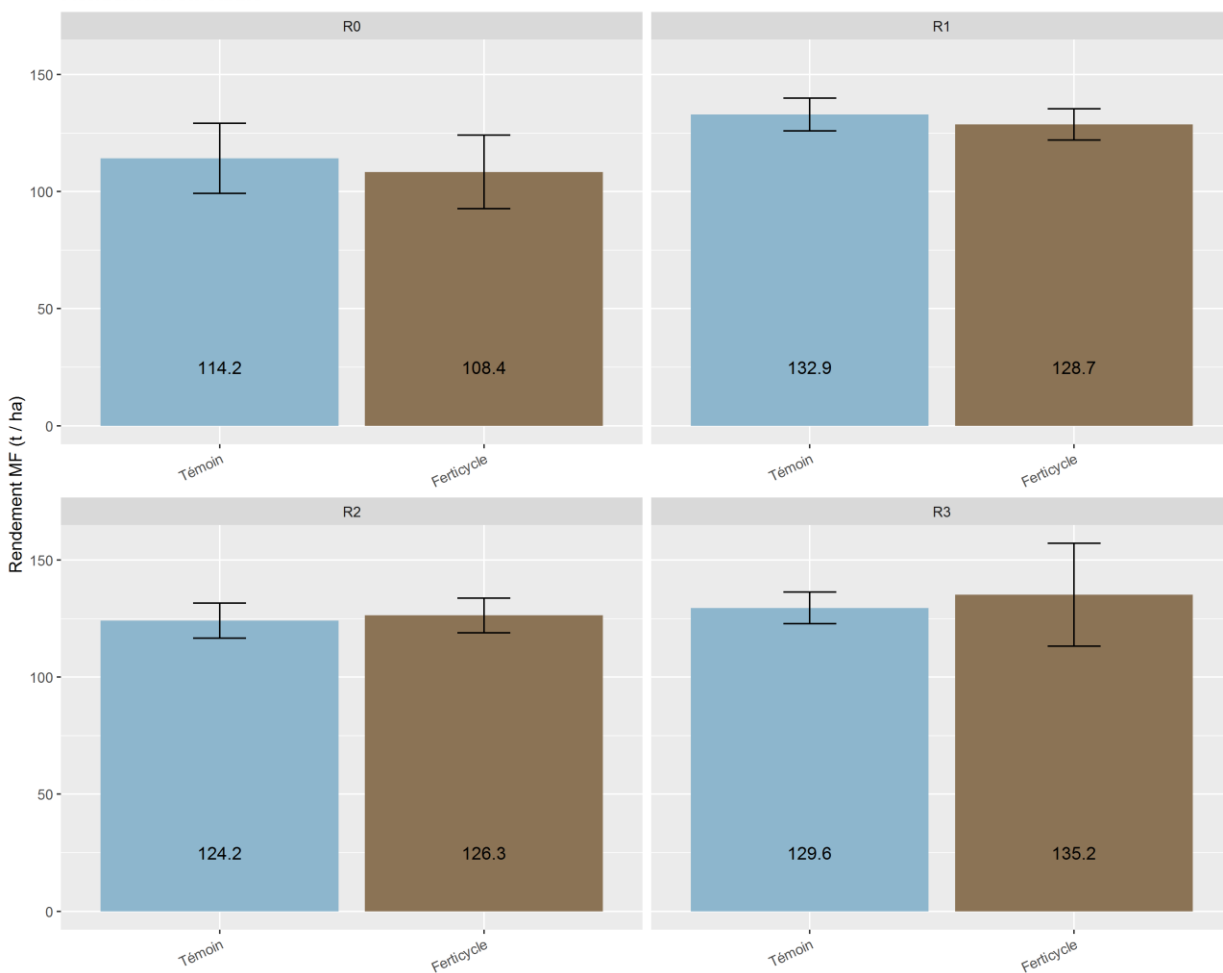 R0
R1
150
100
50
0
114.2
108.4
132.9
128.7
Témoin
Ferticycle
Témoin
Ferticycle
Rendement MF (t / ha)
R2
R3
150
100
50
0
124.2
126.3
129.6
135.2
Témoin
Ferticycle
Témoin
Ferticycle